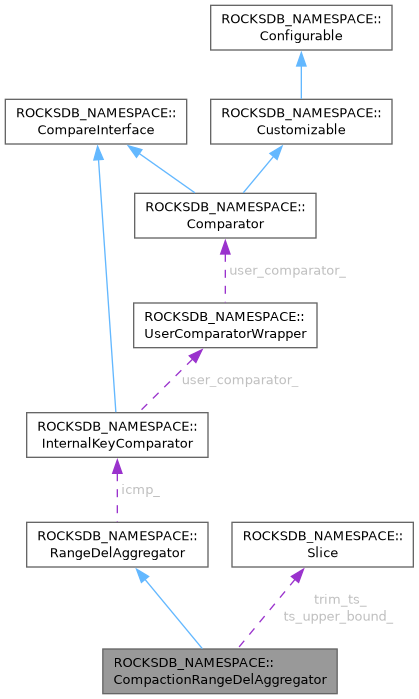 ROCKSDB_NAMESPACE::
Configurable
ROCKSDB_NAMESPACE::
CompareInterface
ROCKSDB_NAMESPACE::
Customizable
ROCKSDB_NAMESPACE::
Comparator
user_comparator_
ROCKSDB_NAMESPACE::
UserComparatorWrapper
user_comparator_
ROCKSDB_NAMESPACE::
InternalKeyComparator
icmp_
ROCKSDB_NAMESPACE::
RangeDelAggregator
ROCKSDB_NAMESPACE::
Slice
trim_ts_
ts_upper_bound_
ROCKSDB_NAMESPACE::
CompactionRangeDelAggregator